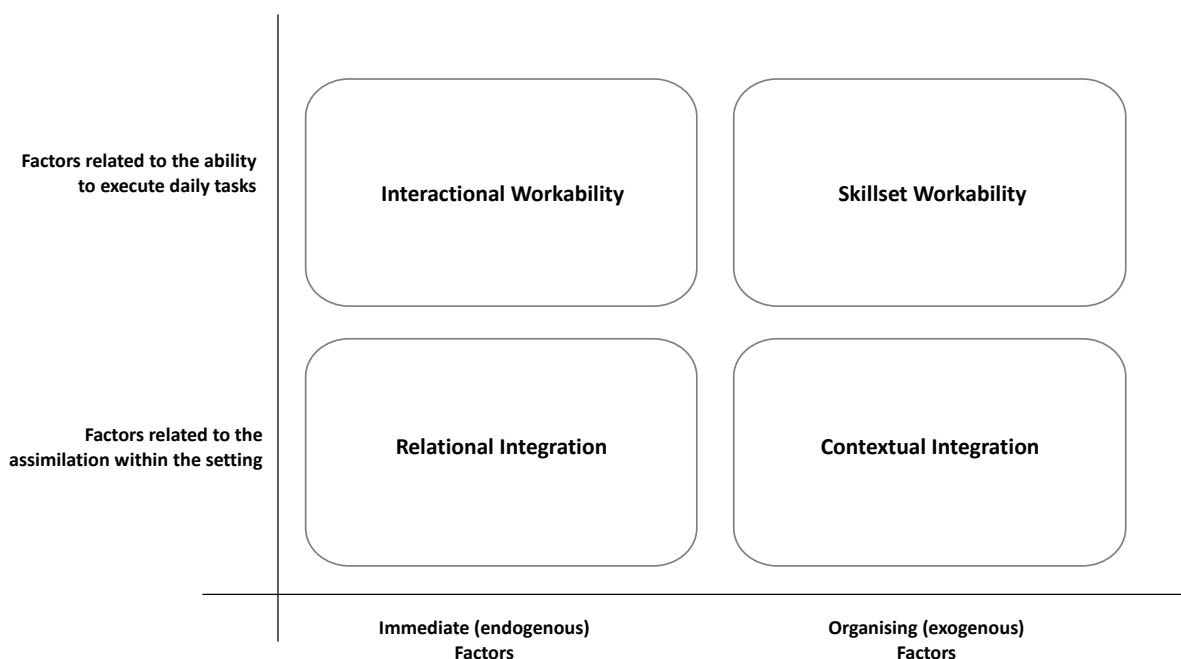 Factors related to the ability
to execute daily tasks
Interactional Workability
Skillset Workability
Factors related to the
assimilation within the setting
Relational Integration
Contextual Integration
Immediate (endogenous)
Factors
Organising (exogenous)
Factors